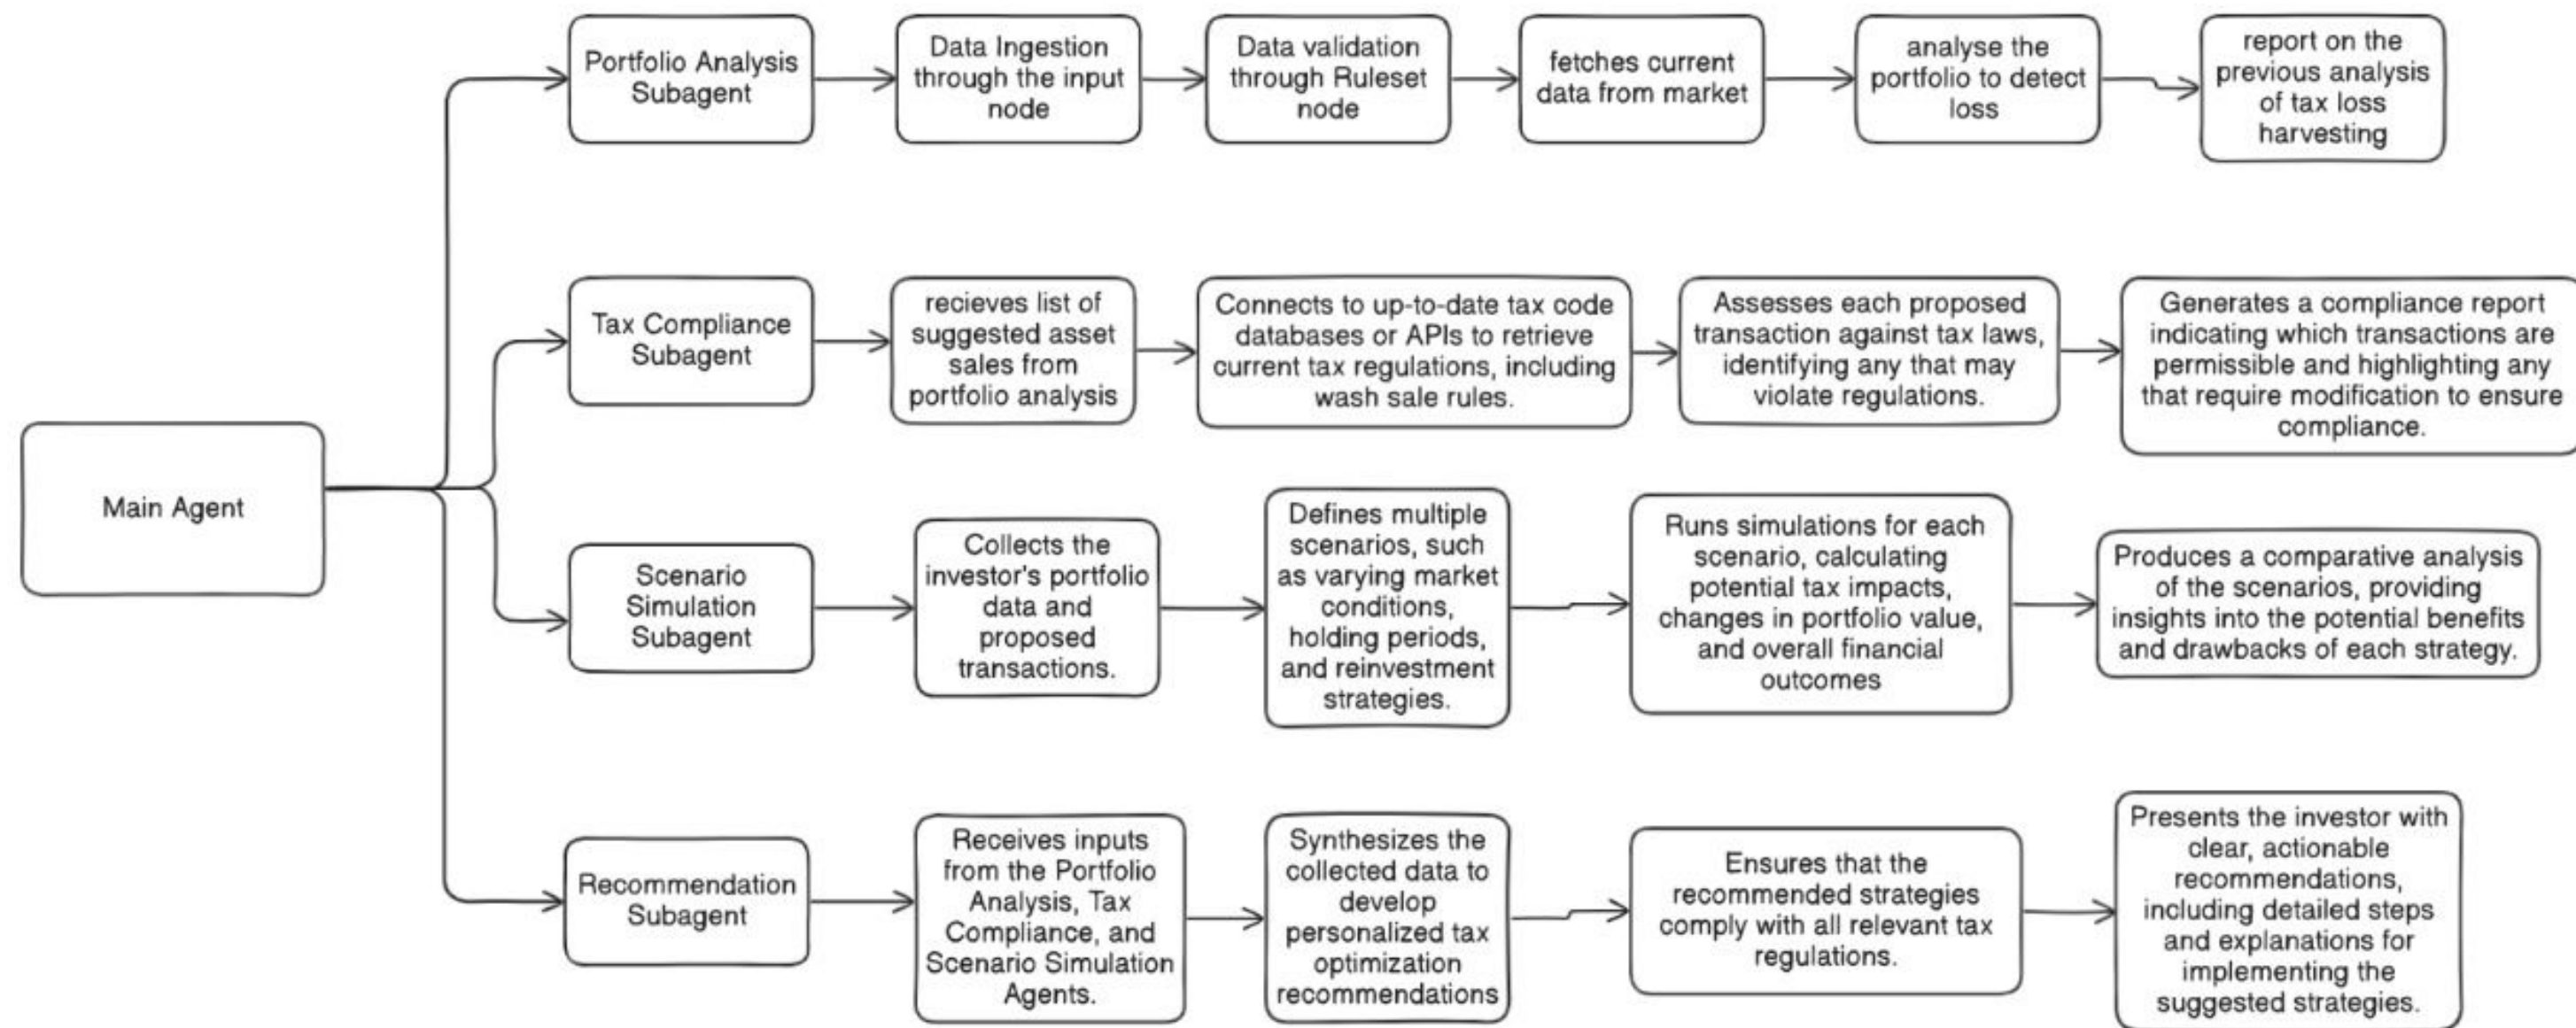 Portfolio Analysis
Subagent
Data Ingestion
through the input
node
Data validation
through Ruleset
node
fetches current
data from market
analyse the
portfolio to detect
loss
report on the
previous analysis
of tax loss
harvesting
Tax Compliance
Subagent
recieves list of
suggested asset
sales from
portfolio analysis
Connects to up-to-date tax code
databases or APIs to retrieve
current tax regulations, including
wash sale rules.
Assesses each proposed
transaction against tax laws,
identifying any that may
violate regulations.
Generates a compliance report
indicating which transactions are
permissible and highlighting any
that require modification to ensure
compliance.
Main Agent
Scenario
Simulation
Subagent
Collects the
investor's portfolio
data and
proposed
transactions.
Defines multiple
scenarios, such
as varying market
conditions,
holding periods,
and reinvestment
strategies.
Runs simulations for each
scenario, calculating
potential tax impacts,
changes in portfolio value,
and overall financial
outcomes
Produces a comparative analysis
of the scenarios, providing
insights into the potential benefits
and drawbacks of each strategy.
Recommendation
Subagent
Receives inputs
from the Portfolio
Analysis, Tax
Compliance, and
Scenario Simulation
Agents.
Synthesizes the
collected data to
develop
personalized tax
optimization
recommendations
Ensures that the
recommended strategies
comply with all relevant tax
regulations.
Presents the investor with
clear, actionable
recommendations,
including detailed steps
and explanations for
implementing the
suggested strategies.